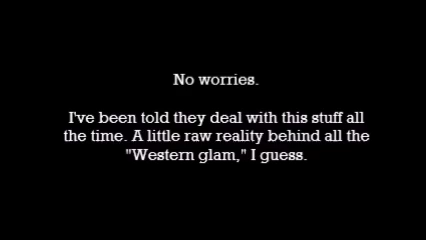 No worries.
I've been told they deal with this stuff all
the time. A little raw reality behind all the
"Western glam," I guess.